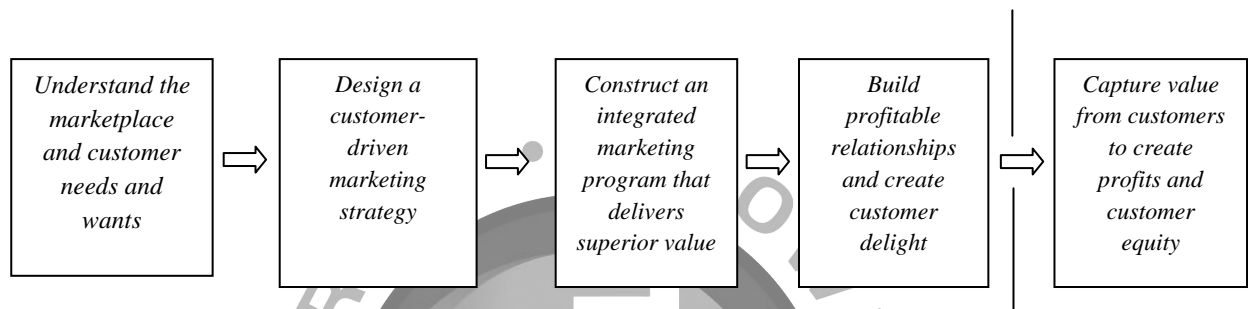 Understand the
marketplace
and customer
needs and
wants
Design a
customer-
driven
marketing
strategy
Construct an
integrated
marketing
program that
delivers
superior value
Build
profitable
relationships
and create
customer
delight
Capture value
from customers
to create
profits and
customer
equity